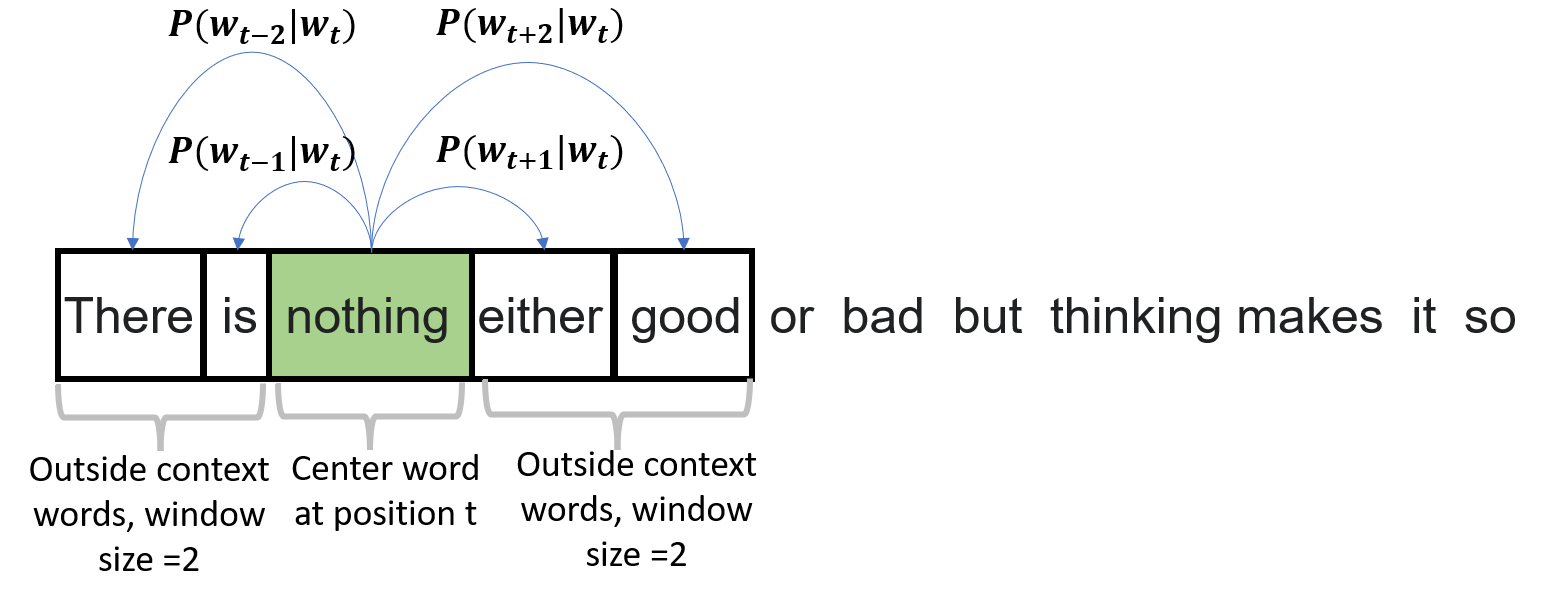 P(w_{t−2}|w_t) P(w_{t+2}|w_t)
P(w_{t−1}|w_t) P(w_{t+1}|w_t)
There is nothing either good or bad but thinking makes it so
Outside context
words, window
size =2
Center word
at position t
Outside context
words, window
size =2